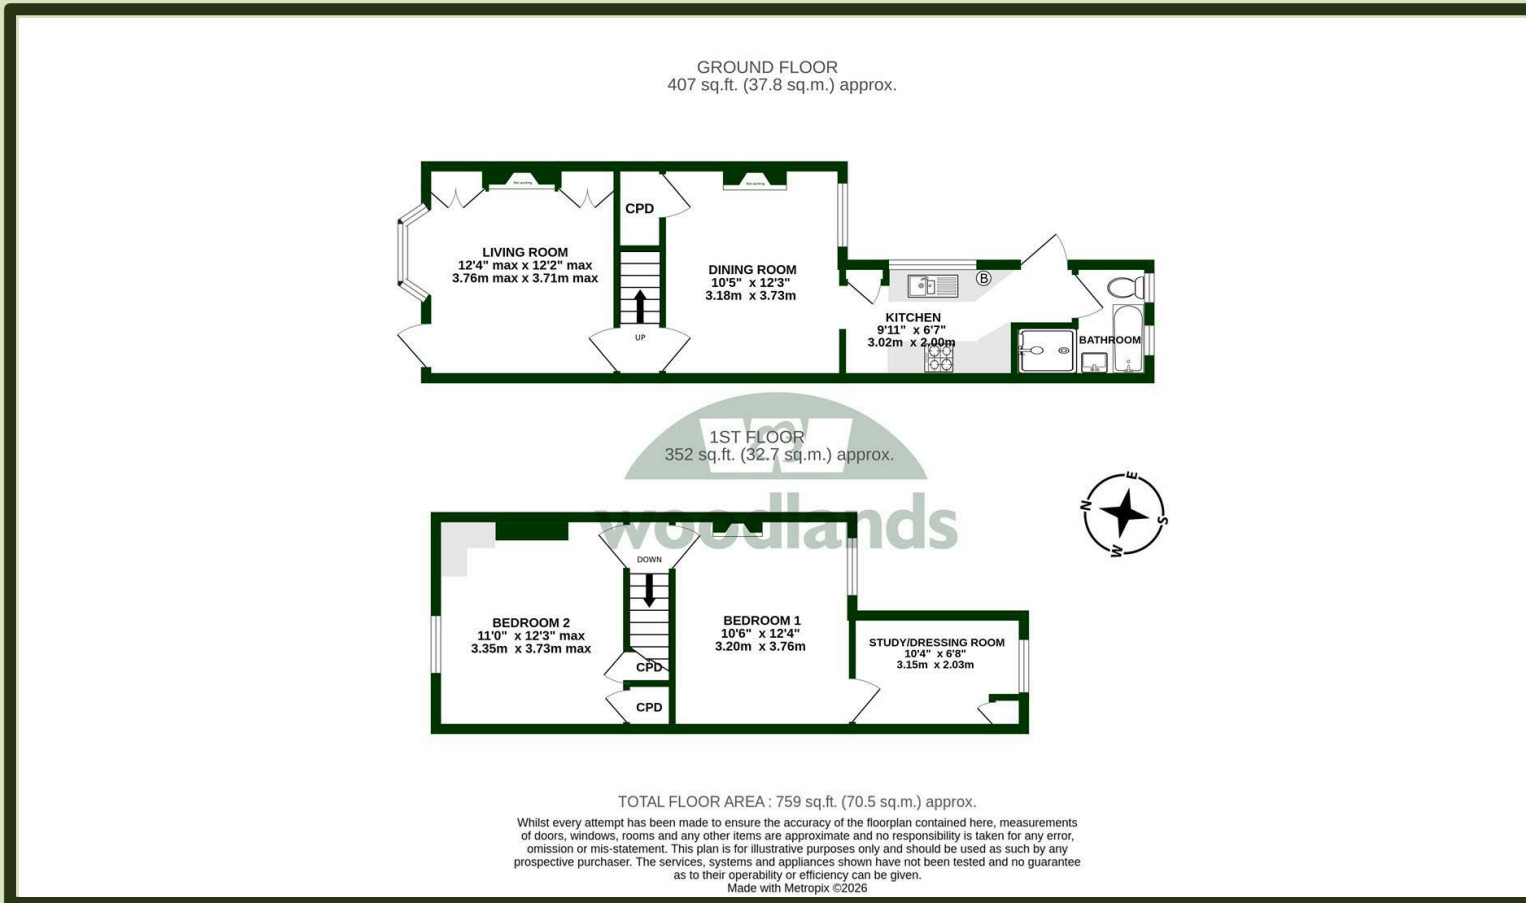 GROUND FLOOR
407 sq.ft. (37.8 sq.m.) approx.
Not working
Not working
CPD
LIVING ROOM
12'4" max x 12'2" max
3.76m max x 3.71m max
DINING ROOM
10'5" x 12'3"
3.18m x 3.73m
B
UP
KITCHEN
9'11" x 6'7"
3.02m x 2.00m
BATHROOM
1ST FLOOR
352 sq.ft. (32.7 sq.m.) approx.
woodlands
N
E
S
W
DOWN
BEDROOM 2
11'0" x 12'3" max
3.35m x 3.73m max
BEDROOM 1
10'6" x 12'4"
3.20m x 3.76m
STUDY/DRESSING ROOM
10'4" x 6'8"
3.15m x 2.03m
CPD
CPD
TOTAL FLOOR AREA : 759 sq.ft. (70.5 sq.m.) approx.
Whilst every attempt has been made to ensure the accuracy of the floorplan contained here, measurements
of doors, windows, rooms and any other items are approximate and no responsibility is taken for any error,
omission or mis-statement. This plan is for illustrative purposes only and should be used as such by any
prospective purchaser. The services, systems and appliances shown have not been tested and no guarantee
as to their operability or efficiency can be given.
Made with Metropix ©2026